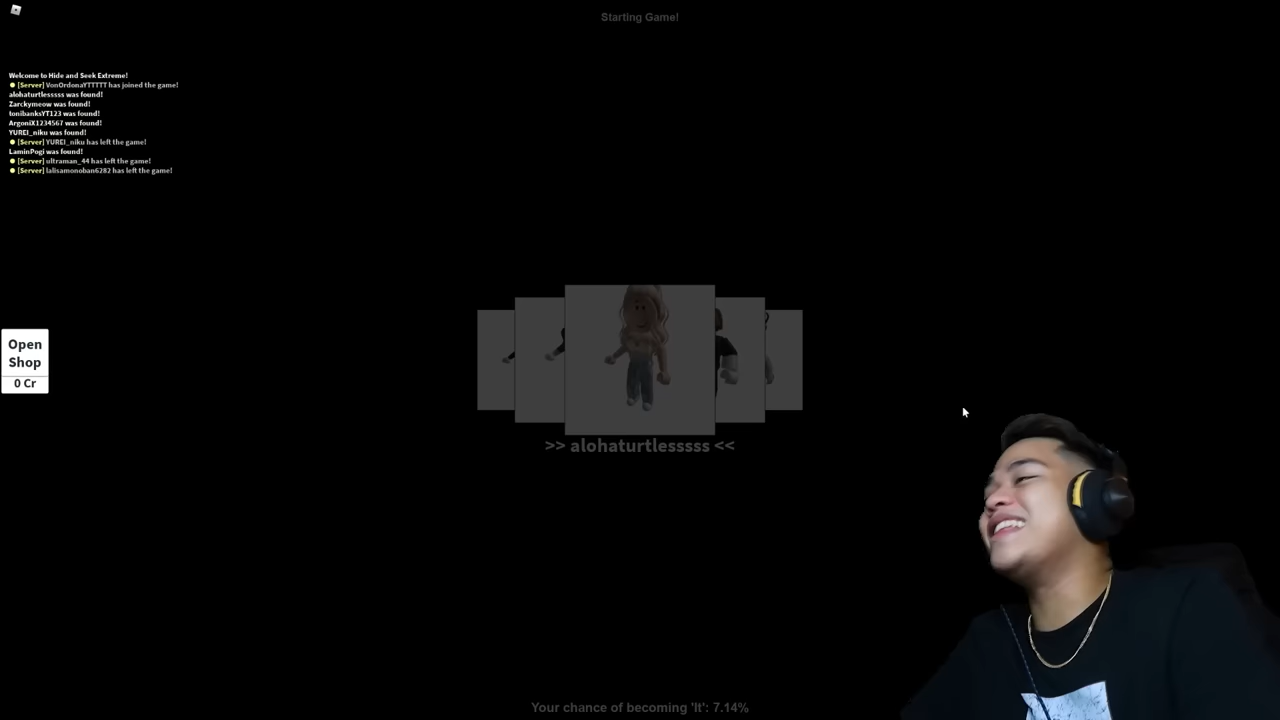 Starting Game!
Welcome to Hide and Seek Extreme!
[Server] VonOrdonaYTTTTT has joined the game!
alohaturtlesssss was found!
Zarckymeow was found!
tonibanksYT123 was found!
ArgoniX1234567 was found!
YUREI_niku was found!
[Server] YUREI_niku has left the game!
LaminPogi was found!
[Server] ultraman_44 has left the game!
[Server] lalisamonoban6282 has left the game!
Open
Shop
0 Cr
>> alohaturtlesssss <<
Your chance of becoming 'It': 7.14%